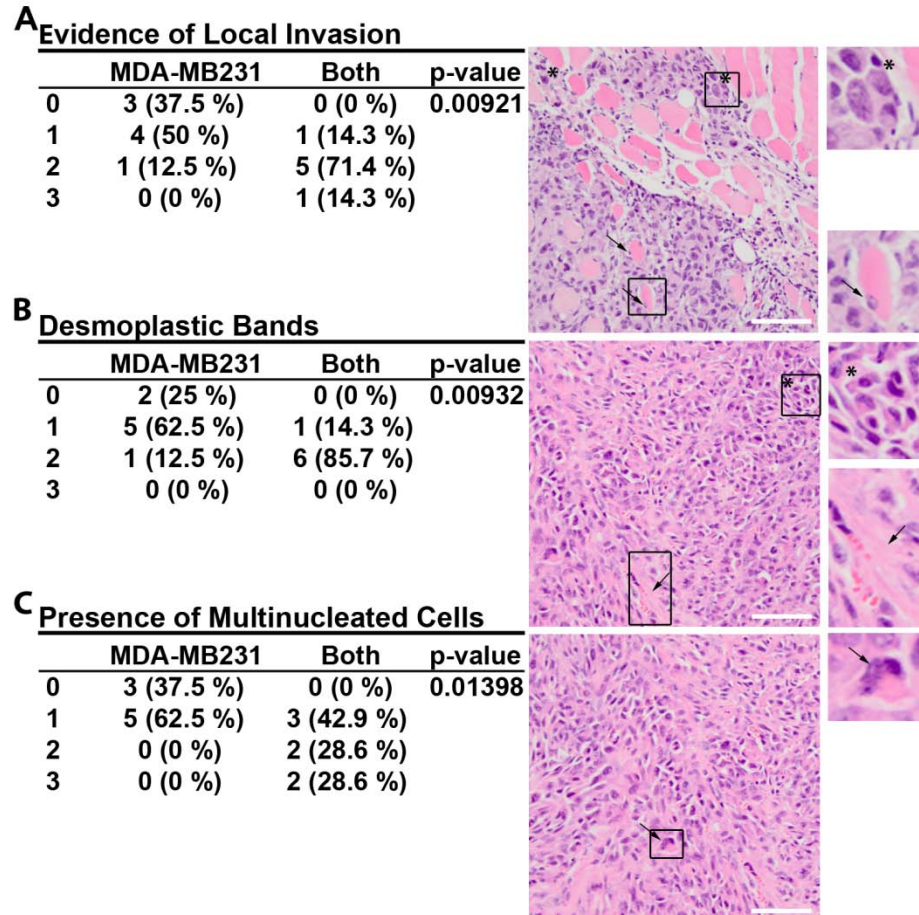 A Evidence of Local Invasion
MDA-MB231 Both p-value
0 3 (37.5 %) 0 (0 %) 0.00921
1 4 (50 %) 1 (14.3 %)
2 1 (12.5 %) 5 (71.4 %)
3 0 (0 %) 1 (14.3 %)
* * *
B Desmoplastic Bands
MDA-MB231 Both p-value
0 2 (25 %) 0 (0 %) 0.00932
1 5 (62.5 %) 1 (14.3 %)
2 1 (12.5 %) 6 (85.7 %)
3 0 (0 %) 0 (0 %)
* *
C Presence of Multinucleated Cells
MDA-MB231 Both p-value
0 3 (37.5 %) 0 (0 %) 0.01398
1 5 (62.5 %) 3 (42.9 %)
2 0 (0 %) 2 (28.6 %)
3 0 (0 %) 2 (28.6 %)